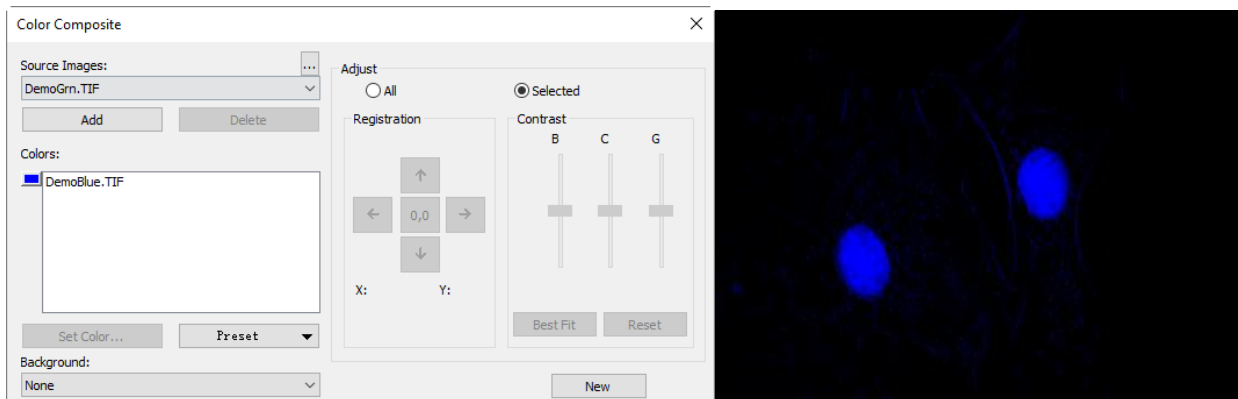 Color Composite
Source Images:
...
DemoGrn.TIF
Add
Delete
Colors:
DemoBlue.TIF
Set Color...
Preset
Background:
None
Adjust
All
Selected
Registration
0,0
X:
Y:
Contrast
B
C
G
Best Fit
Reset
New